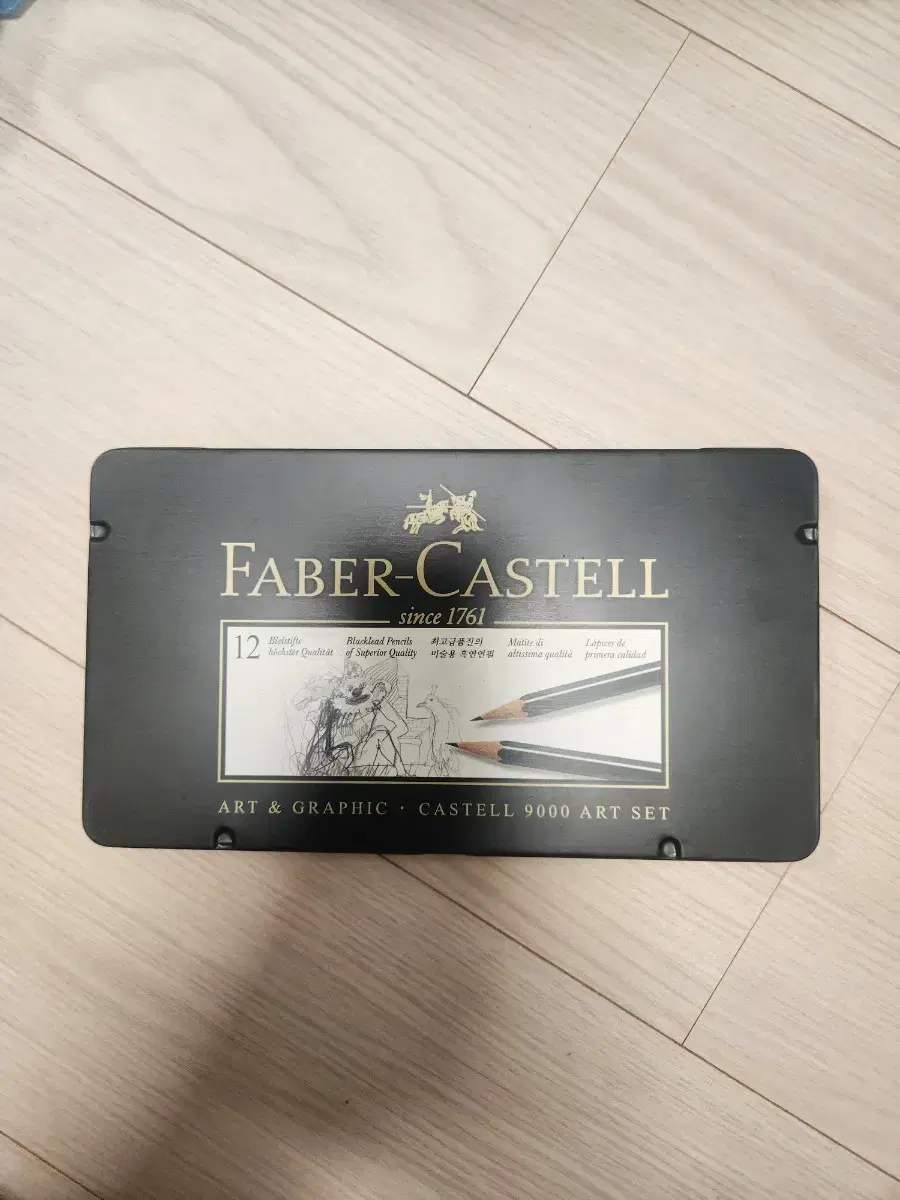 FABER-CASTELL
since 1761
12
Bleistifte
höchster Qualität
Blacklead Pencils
of Superior Quality
최고급품진의
미술용 흑연연필
Matite di
altissima qualità
Lápices de
primera calidad
ART & GRAPHIC · CASTELL 9000 ART SET